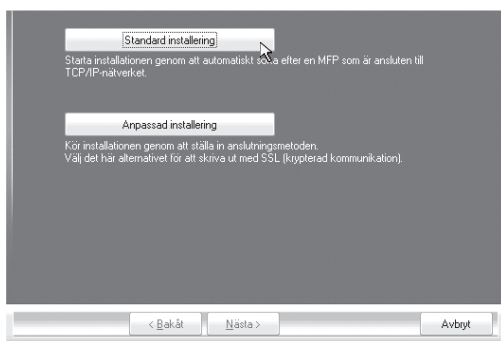 Standard installering
Starta installationen genom att automatiskt söka efter en MFP som är ansluten till
TCP/IP-nätverket.
Anpassad installering
Kör installationen genom att ställa in anslutningsmetoden.
Välj det här alternativet för att skriva ut med SSL (krypterad kommunikation).
< Bakåt
Nästa >
Avbryt